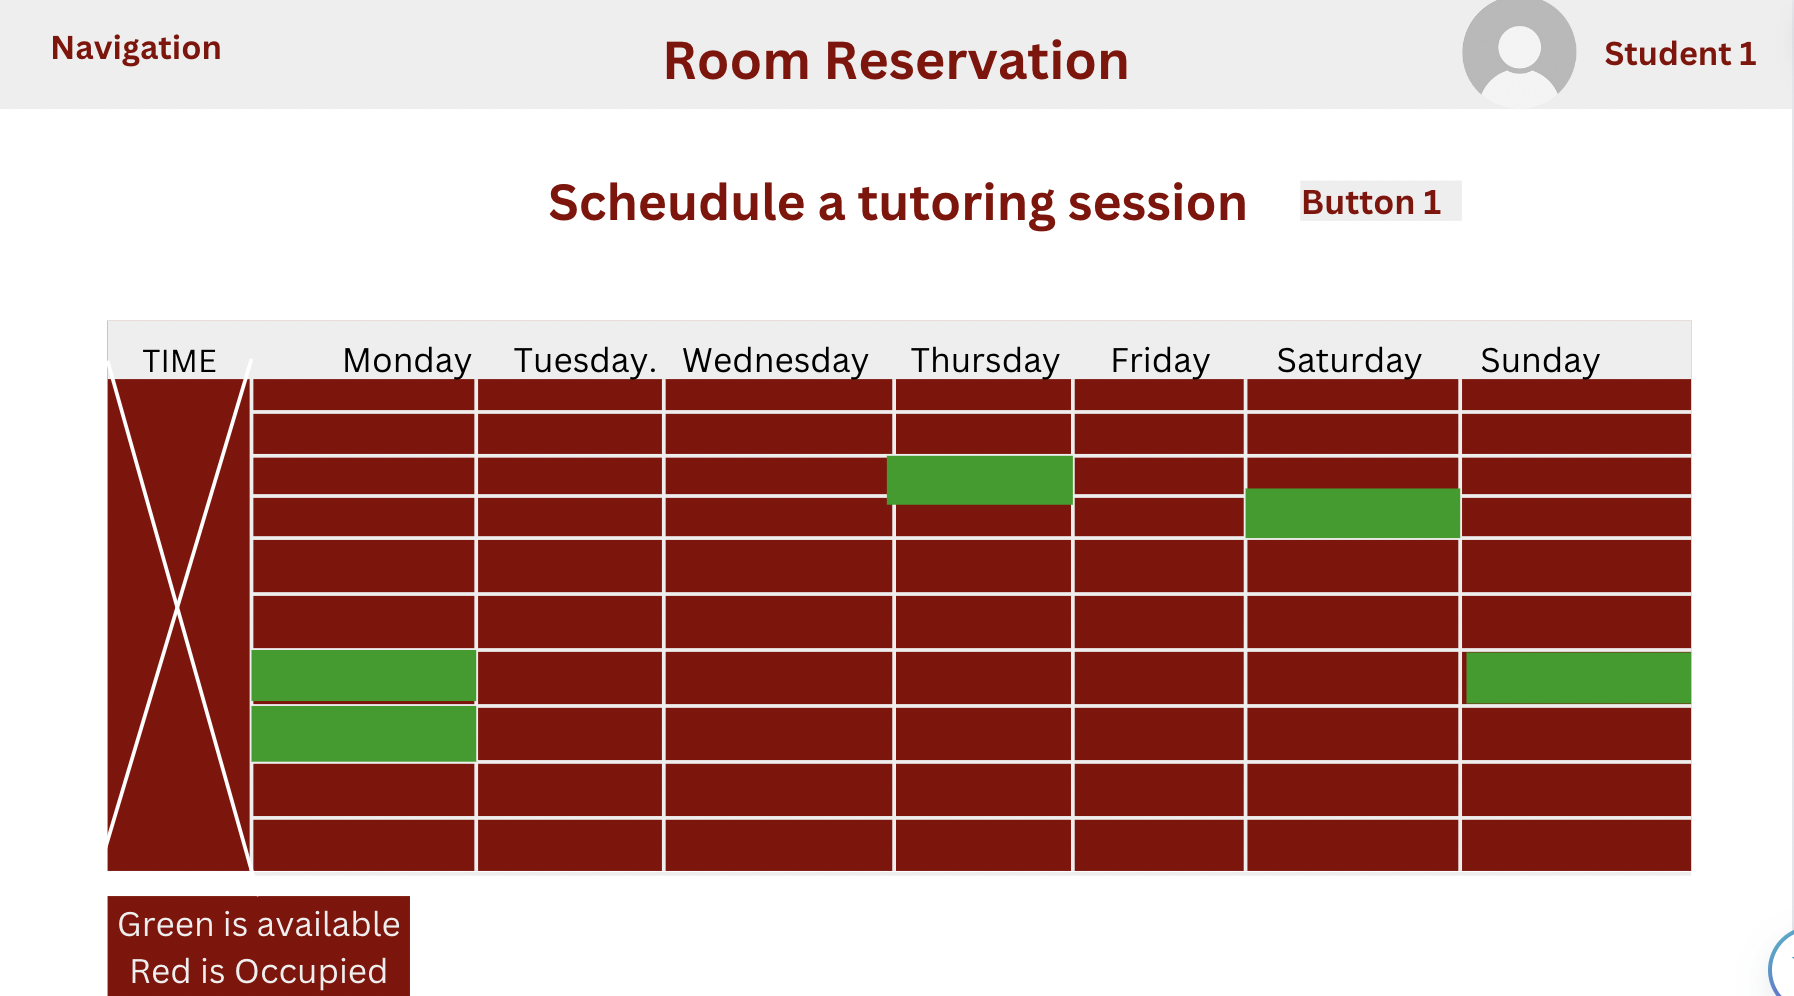 Navigation
Room Reservation
Student 1
Scheudule a tutoring session
Button 1
TIME Monday Tuesday. Wednesday Thursday Friday Saturday Sunday
Green is available
Red is Occupied